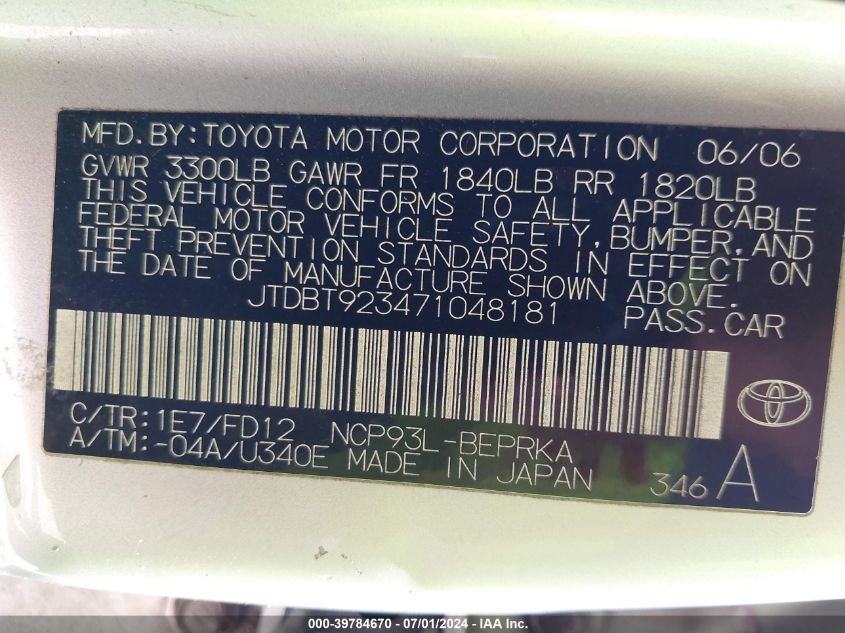 MFD.BY:TOYOTA MOTOR CORPORATION 06/06
GVWR 3300LB GAWR FR 1840LB RR 1820LB
THIS VEHICLE CONFORMS TO ALL APPLICABLE
FEDERAL MOTOR VEHICLE SAFETY,BUMPER,AND
THEFT PREVENTION STANDARDS IN EFFECT ON
THE DATE OF MANUFACTURE SHOWN ABOVE.
JTDBT923471048181 PASS.CAR
C/TR:1E7/FD12 NCP93L-BEPRKA
A/TM:-04A/U340E MADE IN JAPAN 346 A
000-39784670 / 07/01/2024 - IAA Inc.